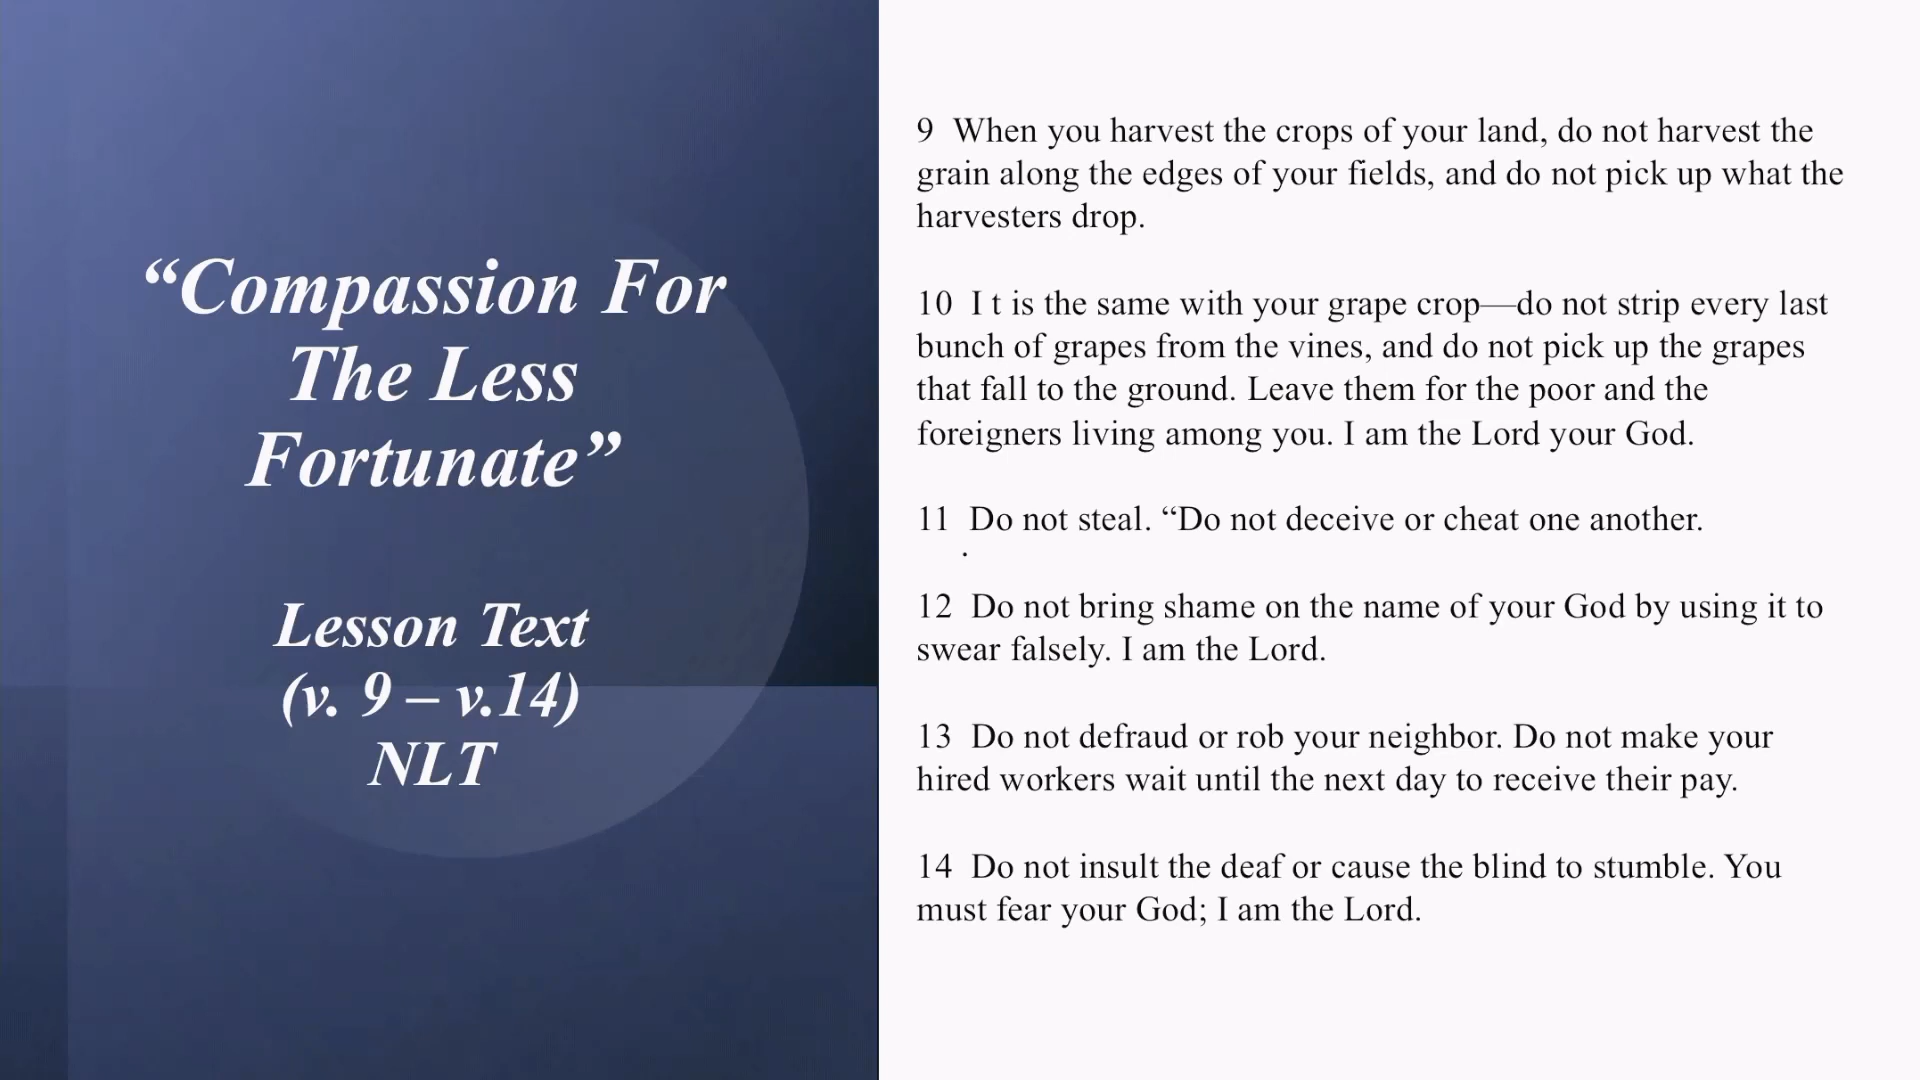 “Compassion For
The Less
Fortunate”
Lesson Text
(v. 9 – v.14)
NLT
9  When you harvest the crops of your land, do not harvest the
grain along the edges of your fields, and do not pick up what the
harvesters drop.
10  I t is the same with your grape crop—do not strip every last
bunch of grapes from the vines, and do not pick up the grapes
that fall to the ground. Leave them for the poor and the
foreigners living among you. I am the Lord your God.
11  Do not steal. “Do not deceive or cheat one another.
.
12  Do not bring shame on the name of your God by using it to
swear falsely. I am the Lord.
13  Do not defraud or rob your neighbor. Do not make your
hired workers wait until the next day to receive their pay.
14  Do not insult the deaf or cause the blind to stumble. You
must fear your God; I am the Lord.